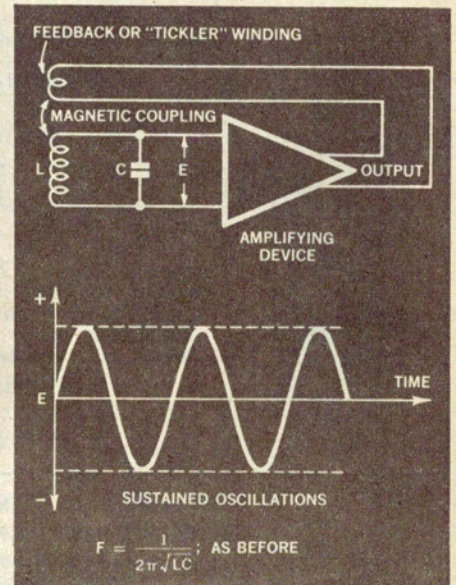 FEEDBACK OR "TICKLER" WINDING
MAGNETIC COUPLING
L
C
E
OUTPUT
AMPLIFYING
DEVICE
+
E
TIME
−
SUSTAINED OSCILLATIONS
F = 1 / 2π√LC ; AS BEFORE